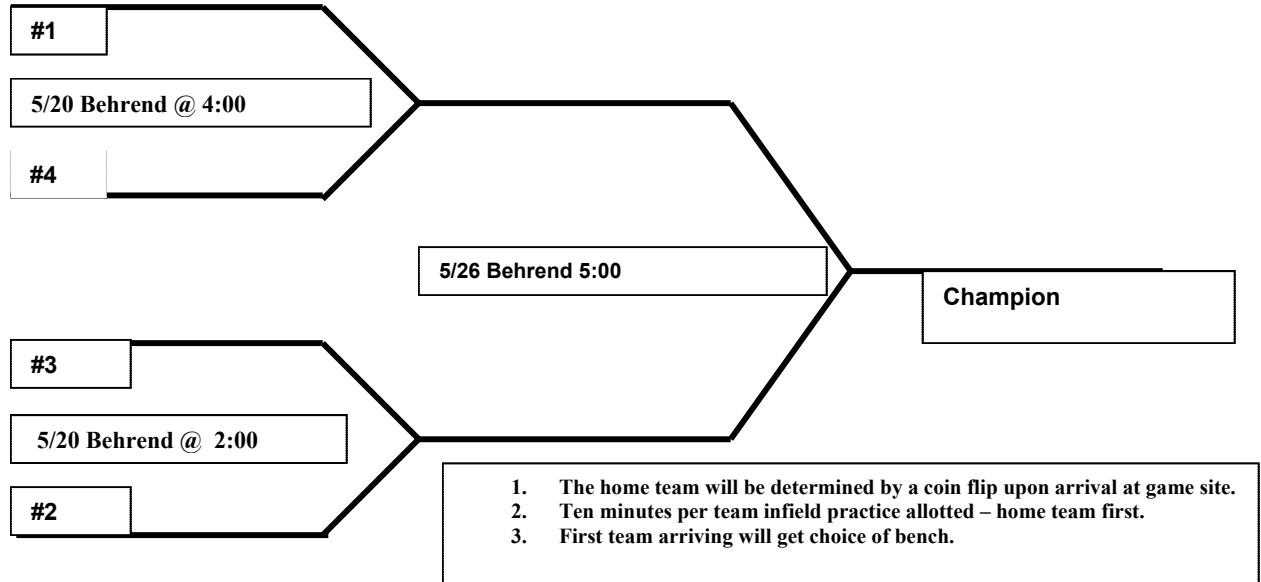 #1
5/20 Behrend @ 4:00
#4
5/26 Behrend 5:00
Champion
#3
5/20 Behrend @ 2:00
#2
1. The home team will be determined by a coin flip upon arrival at game site.
2. Ten minutes per team infield practice allotted – home team first.
3. First team arriving will get choice of bench.